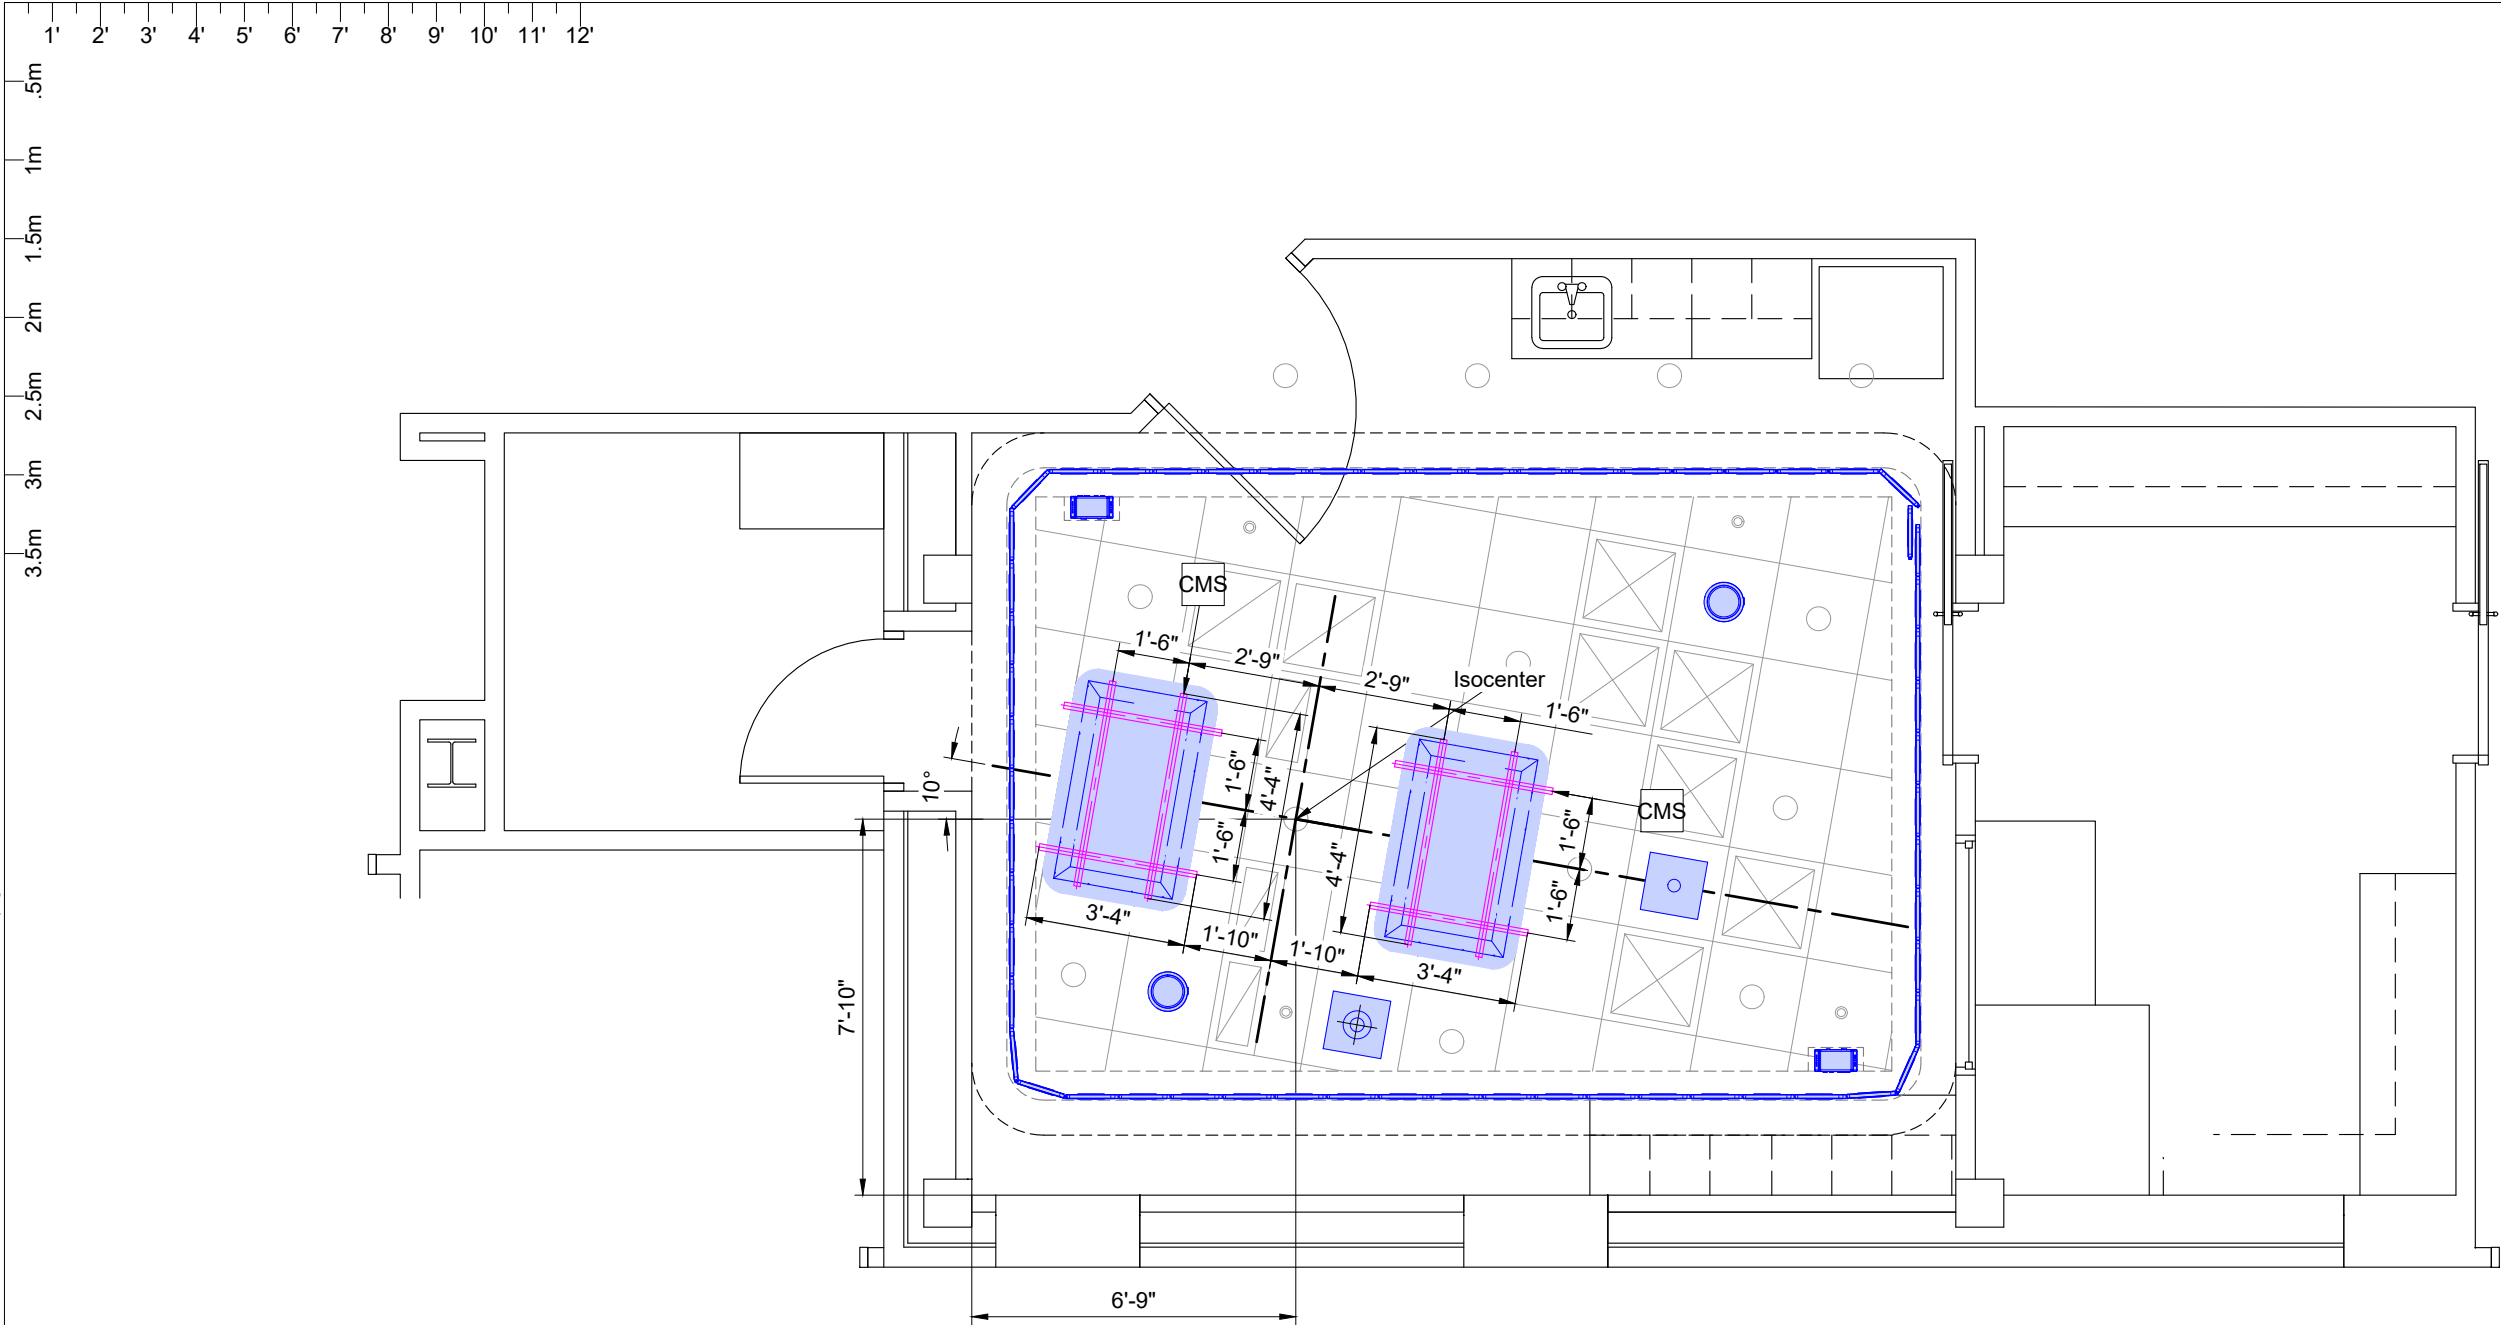 1' 2' 3' 4' 5' 6' 7' 8' 9' 10' 11' 12'
.5m
1m
1.5m
2m
2.5m
3m
3.5m
CMS
1'-6"
2'-9"
2'-9"
Isocenter
1'-6"
10°
1'-6"
4'-4"
1'-6"
CMS
1'-6"
4'-4"
1'-6"
3'-4"
1'-10"
1'-10"
3'-4"
7'-10"
6'-9"